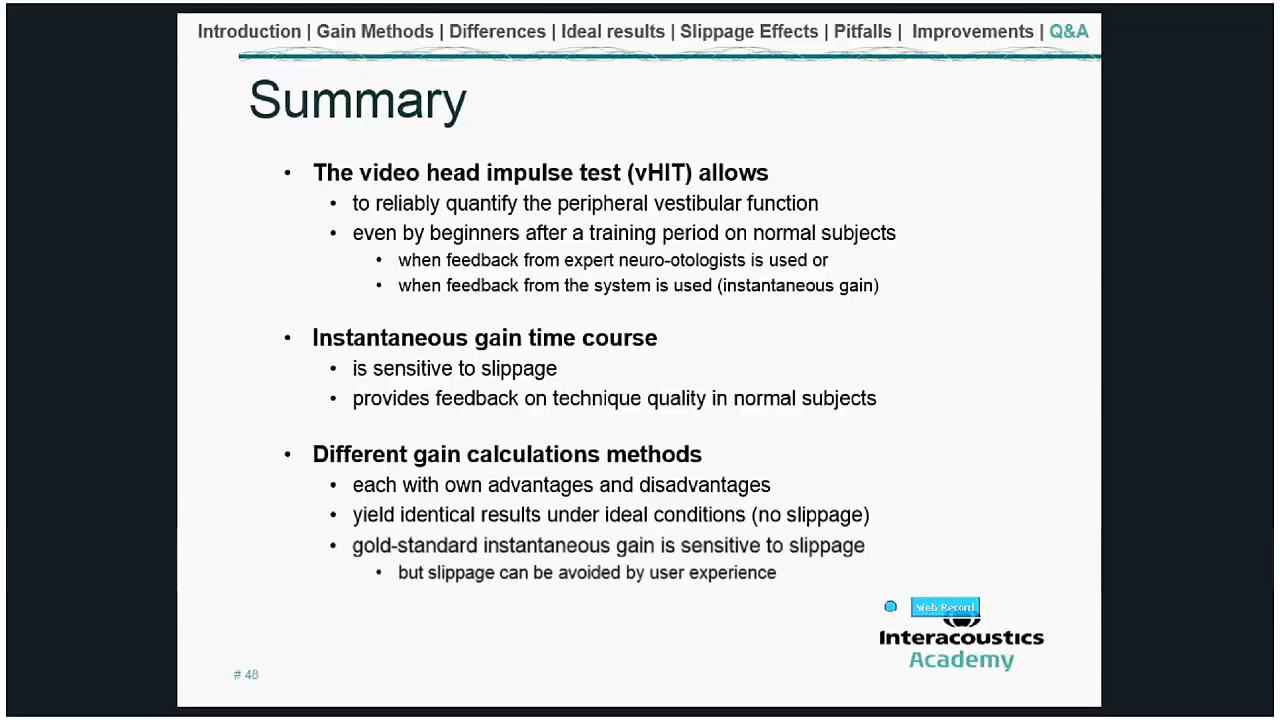 Introduction | Gain Methods | Differences | Ideal results | Slippage Effects | Pitfalls | Improvements | Q&A
Summary
• The video head impulse test (vHIT) allows
• to reliably quantify the peripheral vestibular function
• even by beginners after a training period on normal subjects
• when feedback from expert neuro-otologists is used or
• when feedback from the system is used (instantaneous gain)
• Instantaneous gain time course
• is sensitive to slippage
• provides feedback on technique quality in normal subjects
• Different gain calculations methods
• each with own advantages and disadvantages
• yield identical results under ideal conditions (no slippage)
• gold-standard instantaneous gain is sensitive to slippage
• but slippage can be avoided by user experience
Web Record
Interacoustics
Academy
# 48